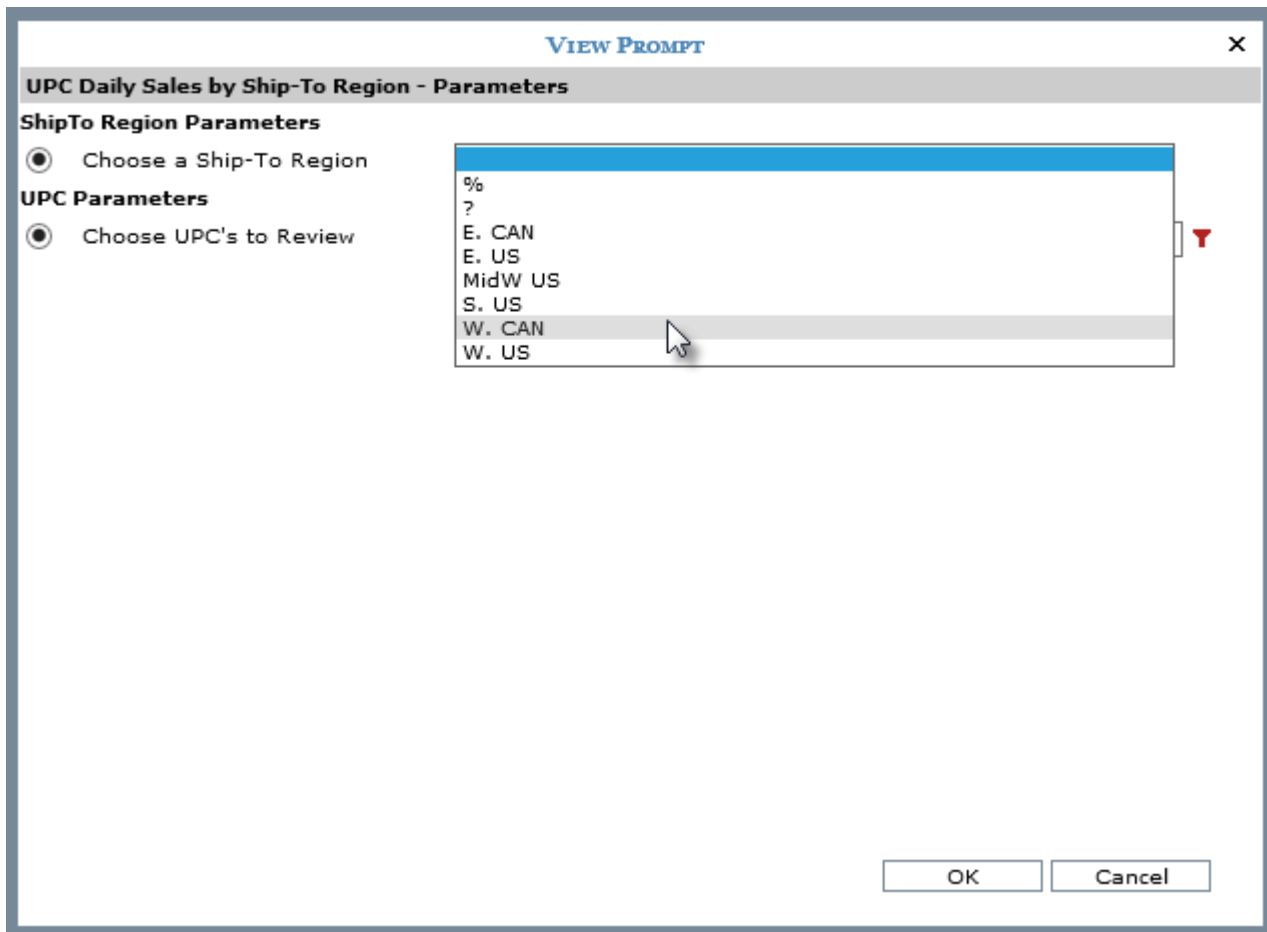 VIEW PROMPT
UPC Daily Sales by Ship-To Region - Parameters
ShipTo Region Parameters
Choose a Ship-To Region
%
?
E. CAN
E. US
MidW US
S. US
W. CAN
W. US
UPC Parameters
Choose UPC's to Review
OK
Cancel